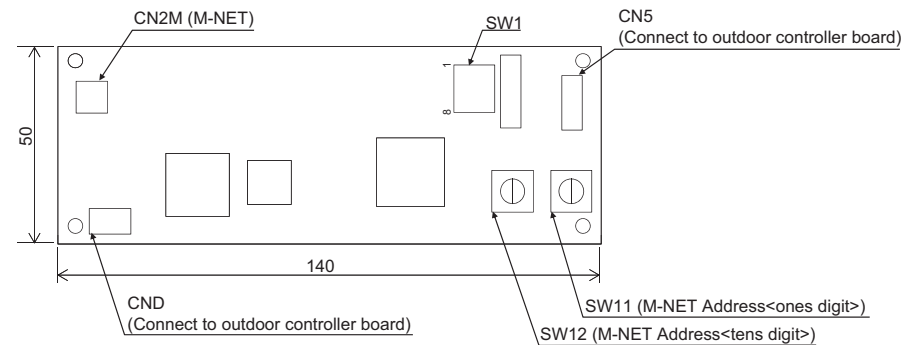 CN2M (M-NET)
SW1
CN5
(Connect to outdoor controller board)
1
8
50
140
CND
(Connect to outdoor controller board)
SW11 (M-NET Address<ones digit>)
SW12 (M-NET Address<tens digit>)